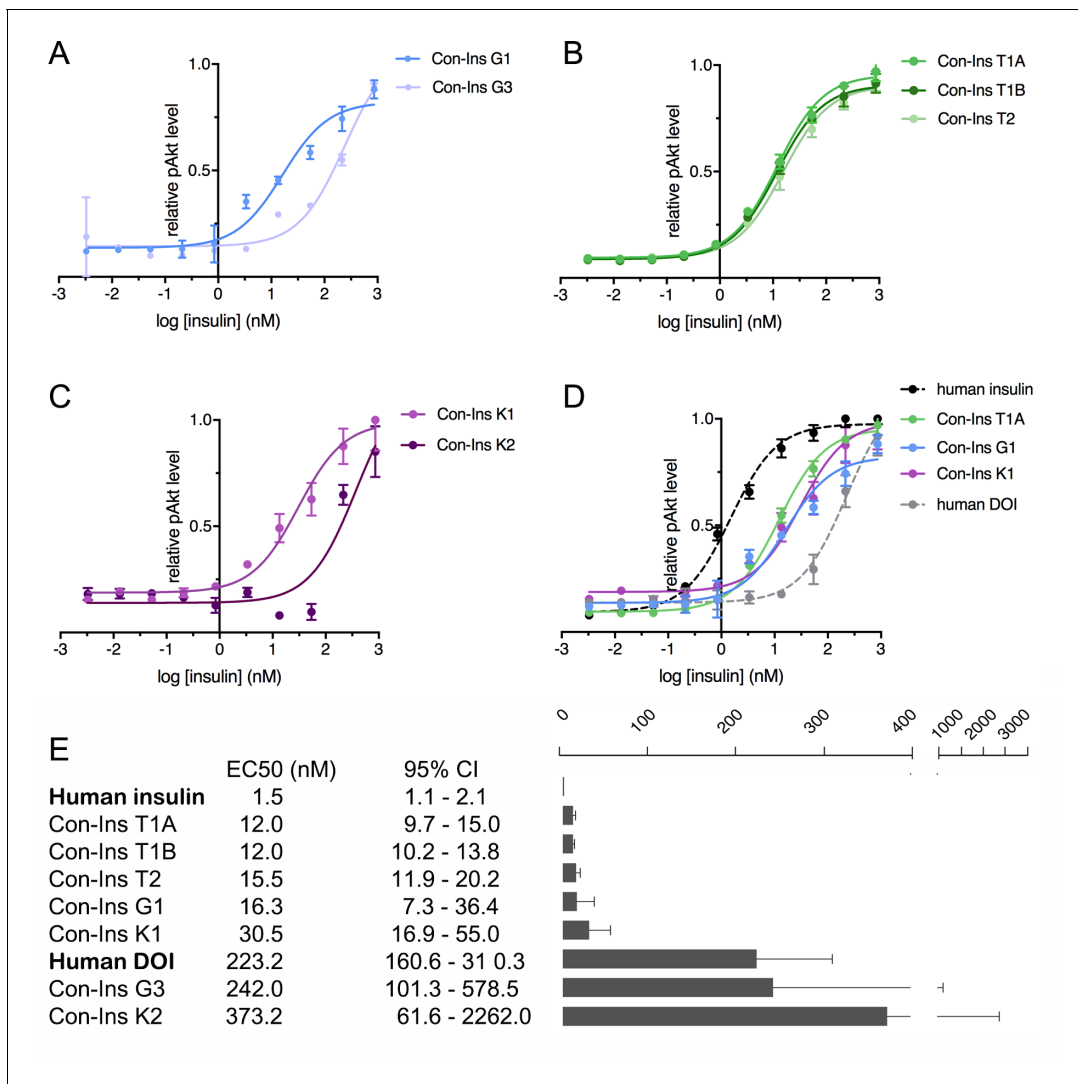 A
Con-Ins G1
Con-Ins G3
relative pAkt level
1.0
0.5
-3 -2 -1 0 1 2 3
log [insulin] (nM)
B
Con-Ins T1A
Con-Ins T1B
Con-Ins T2
relative pAkt level
1.0
0.5
-3 -2 -1 0 1 2 3
log [insulin] (nM)
C
Con-Ins K1
Con-Ins K2
relative pAkt level
1.0
0.5
-3 -2 -1 0 1 2 3
log [insulin] (nM)
D
human insulin
Con-Ins T1A
Con-Ins G1
Con-Ins K1
human DOI
relative pAkt level
1.0
0.5
-3 -2 -1 0 1 2 3
log [insulin] (nM)
E
0 100 200 300 400 1000 2000 3000
EC50 (nM) 95% CI
Human insulin 1.5 1.1 - 2.1
Con-Ins T1A 12.0 9.7 - 15.0
Con-Ins T1B 12.0 10.2 - 13.8
Con-Ins T2 15.5 11.9 - 20.2
Con-Ins G1 16.3 7.3 - 36.4
Con-Ins K1 30.5 16.9 - 55.0
Human DOI 223.2 160.6 - 31 0.3
Con-Ins G3 242.0 101.3 - 578.5
Con-Ins K2 373.2 61.6 - 2262.0